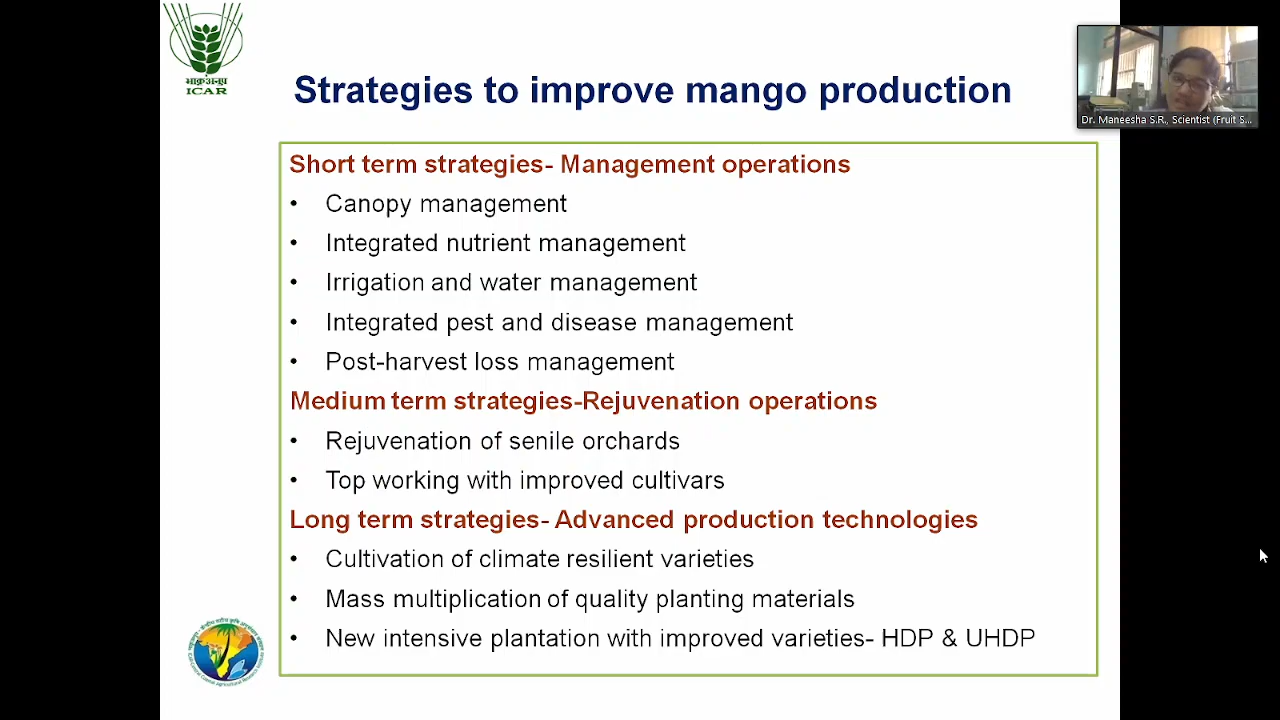 भाकृअनुप
ICAR
Strategies to improve mango production
Dr. Maneesha S.R., Scientist (Fruit S...
Short term strategies- Management operations
• Canopy management
• Integrated nutrient management
• Irrigation and water management
• Integrated pest and disease management
• Post-harvest loss management
Medium term strategies-Rejuvenation operations
• Rejuvenation of senile orchards
• Top working with improved cultivars
Long term strategies- Advanced production technologies
• Cultivation of climate resilient varieties
• Mass multiplication of quality planting materials
• New intensive plantation with improved varieties- HDP & UHDP